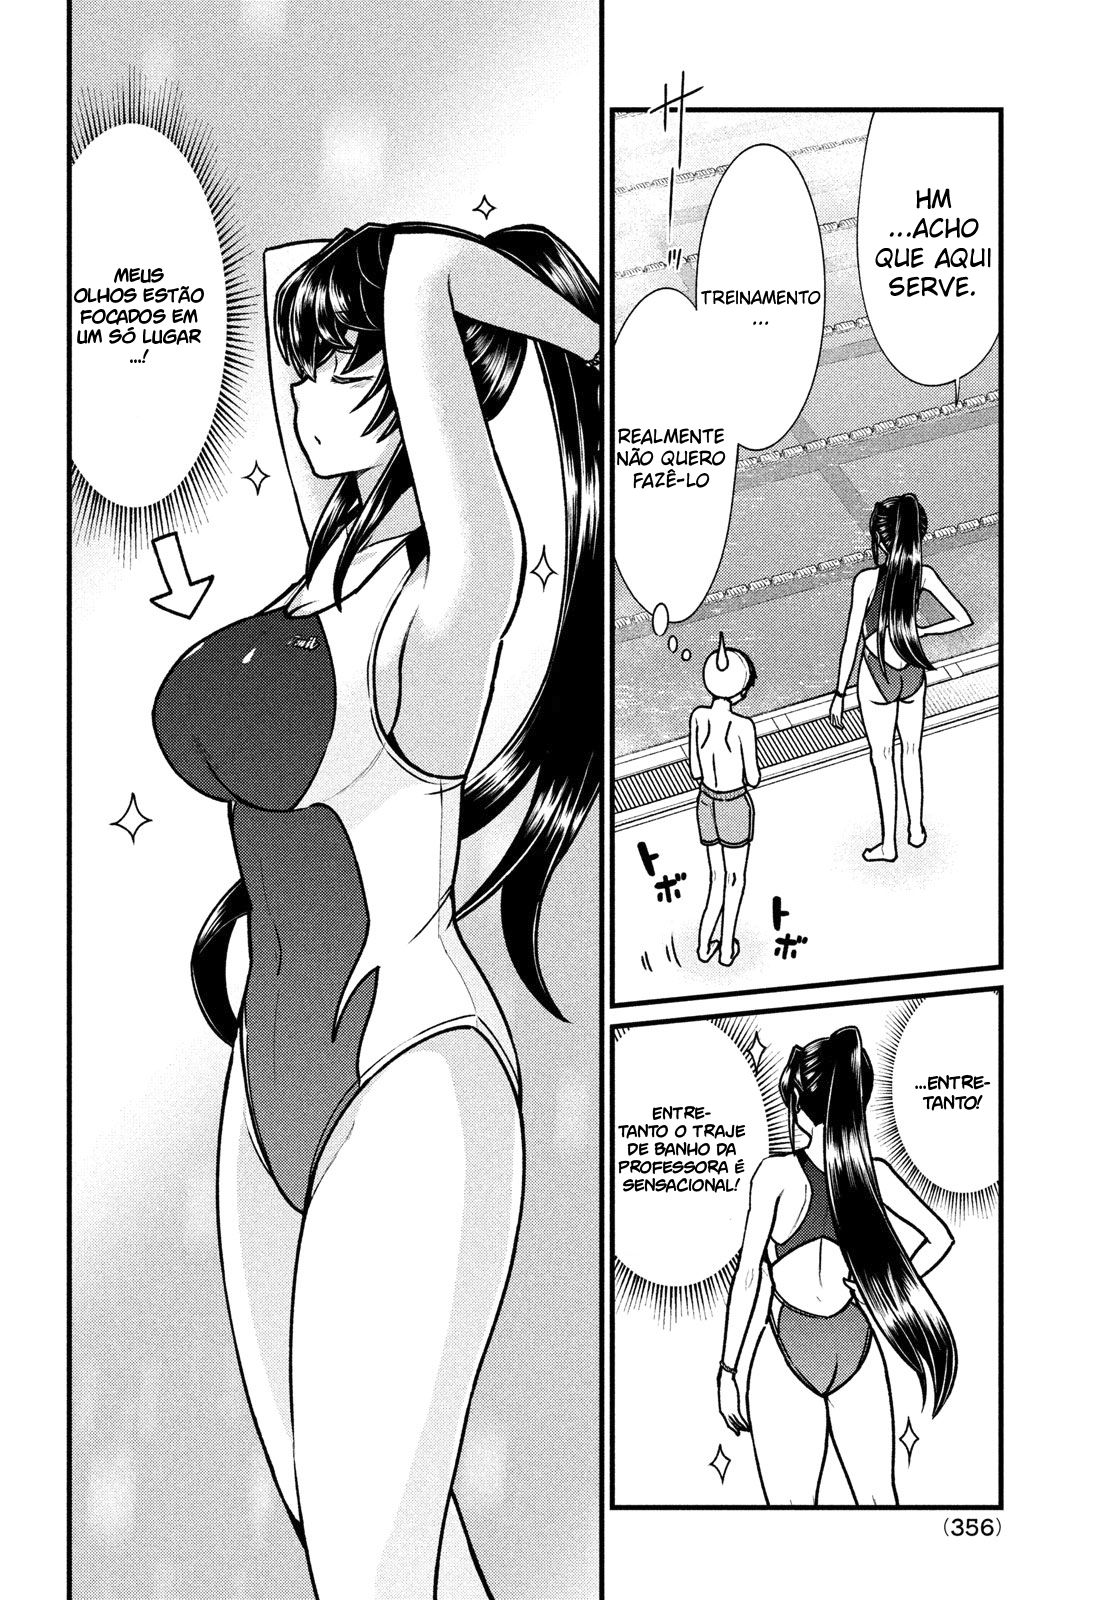 HM
...ACHO
QUE AQUI
SERVE.
TREINAMENTO
...
REALMENTE
NÃO QUERO
FAZÊ-LO
トボ
トボ
...ENTRE-
TANTO!
ENTRE-
TANTO O TRAJE
DE BANHO DA
PROFESSORA É
SENSACIONAL!
MEUS
OLHOS ESTÃO
FOCADOS EM
UM SÓ LUGAR
...!
(356)